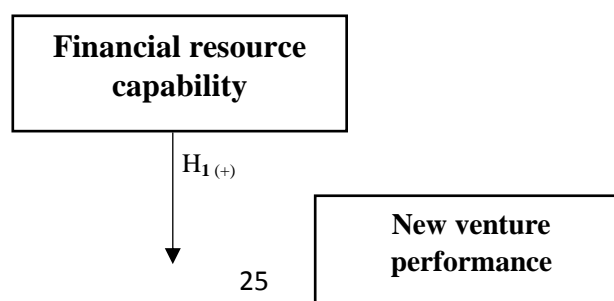 Financial resource
capability
H1 (+)
New venture
performance
25